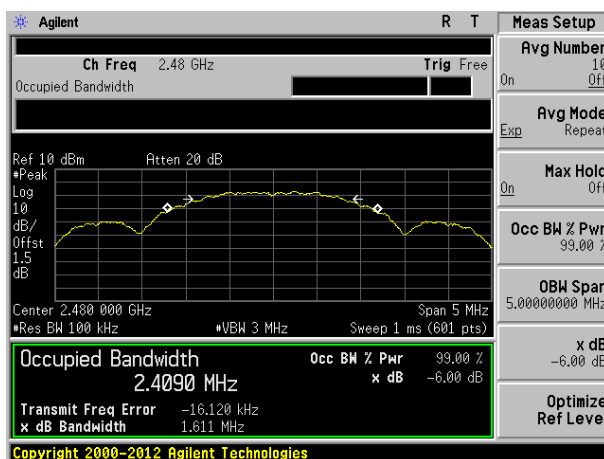 Agilent R T
Meas Setup
Ch Freq 2.48 GHz Trig Free
Occupied Bandwidth
Avg Number
10
On Off
Avg Mode
Exp Repeat
Max Hold
On Off
Occ BW % Pwr
99.00 %
OBW Span
5.00000000 MHz
x dB
-6.00 dB
Optimize
Ref Level
Ref 10 dBm Atten 20 dB
#Peak
Log
10
dB/
Offst
1.5
dB
Center 2.480 000 GHz Span 5 MHz
#Res BW 100 kHz #VBW 3 MHz Sweep 1 ms (601 pts)
Occupied Bandwidth Occ BW % Pwr 99.00 %
2.4090 MHz x dB -6.00 dB
Transmit Freq Error -16.120 kHz
x dB Bandwidth 1.611 MHz
Copyright 2000-2012 Agilent Technologies